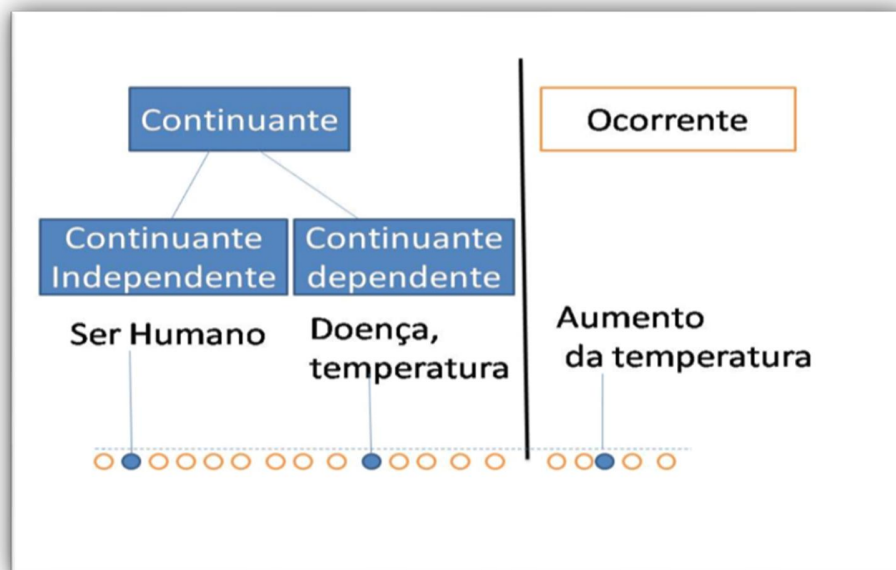 Continuante
Ocorrente
Continuante
Independente
Continuante
dependente
Ser Humano
Doença,
temperatura
Aumento
da temperatura